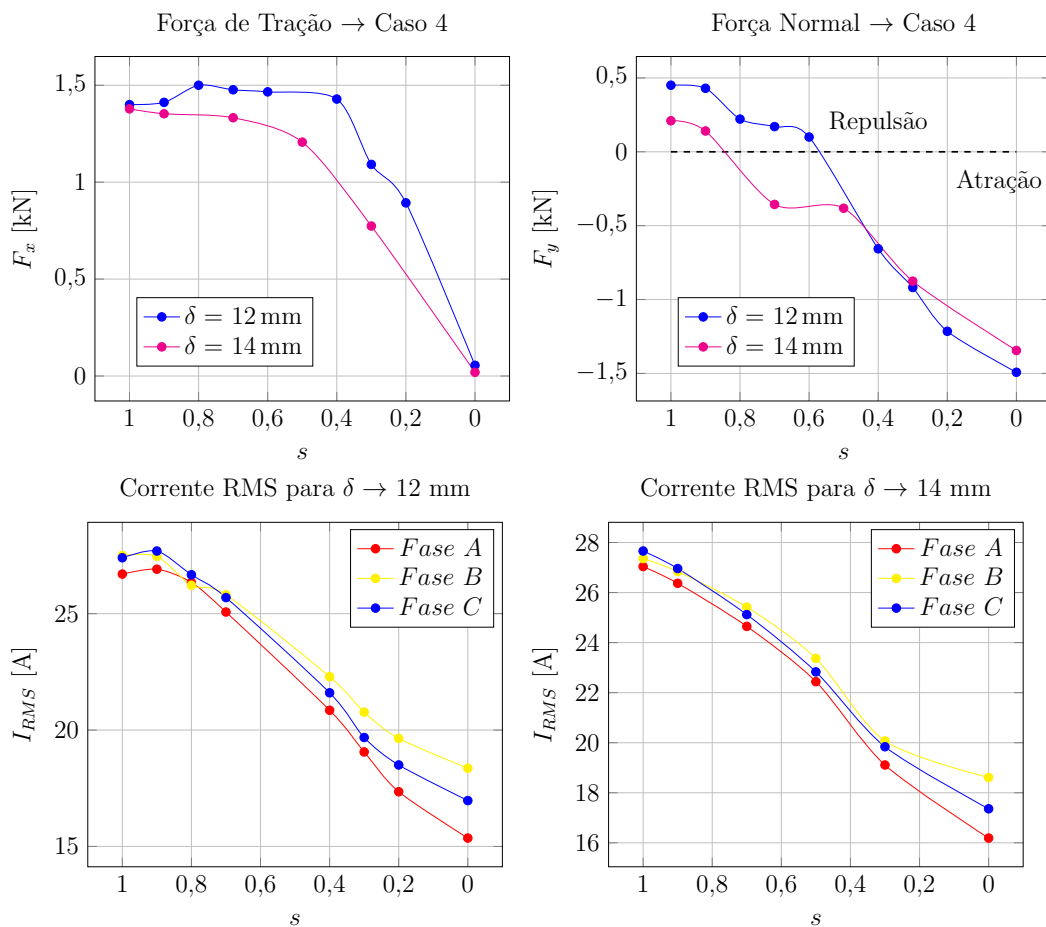 Força de Tração → Caso 4
1,5
1
0,5
0
F_x [kN]
δ = 12 mm
δ = 14 mm
1 0,8 0,6 0,4 0,2 0
s
Força Normal → Caso 4
0,5
0
−0,5
−1
−1,5
F_y [kN]
Repulsão
Atração
δ = 12 mm
δ = 14 mm
1 0,8 0,6 0,4 0,2 0
s
Corrente RMS para δ → 12 mm
25
20
15
I_{RMS} [A]
Fase A
Fase B
Fase C
1 0,8 0,6 0,4 0,2 0
s
Corrente RMS para δ → 14 mm
28
26
24
22
20
18
16
I_{RMS} [A]
Fase A
Fase B
Fase C
1 0,8 0,6 0,4 0,2 0
s